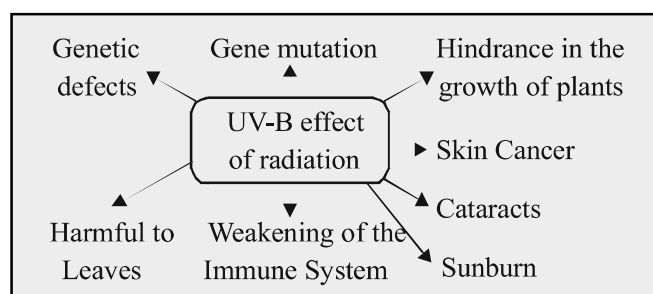 Genetic
defects
Gene mutation
Hindrance in the
growth of plants
UV-B effect
of radiation
Skin Cancer
Cataracts
Sunburn
Weakening of the
Immune System
Harmful to
Leaves